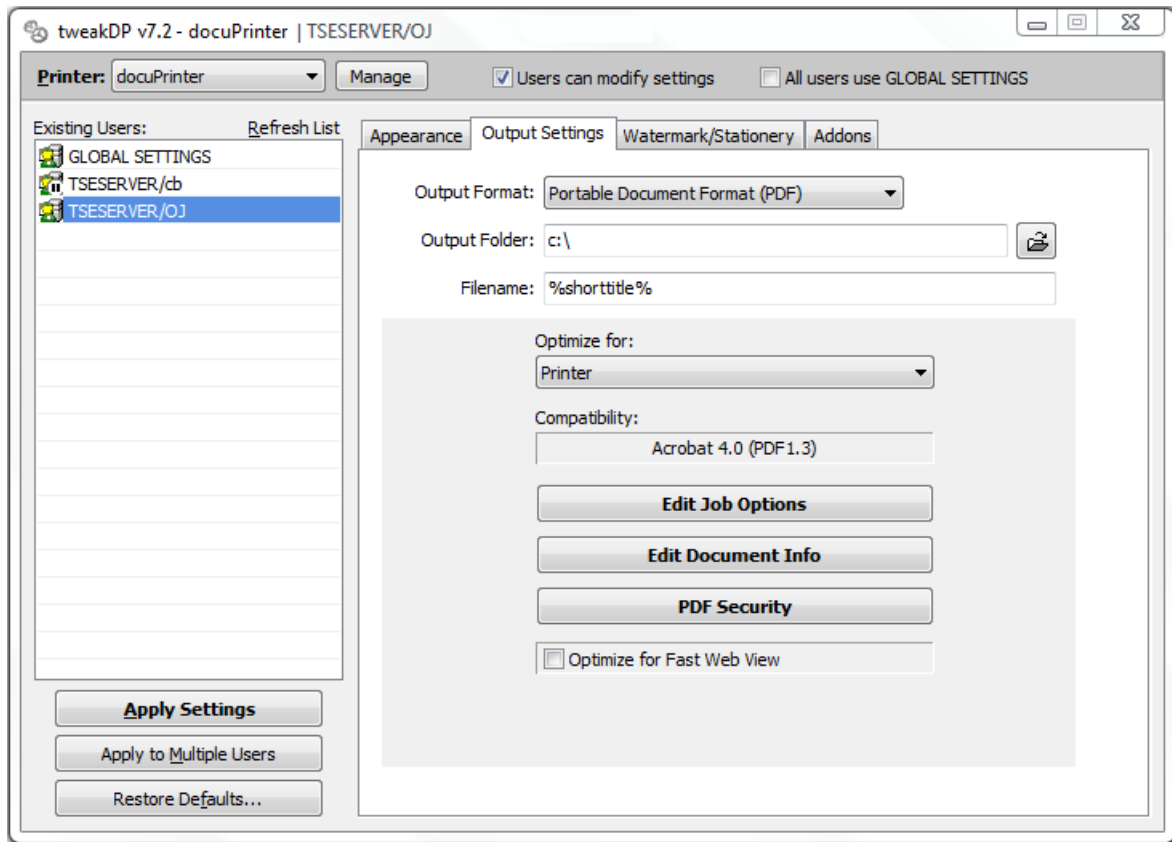 tweakDP v7.2 - docuPrinter | TSESERVER/OJ
Printer: docuPrinter Manage Users can modify settings All users use GLOBAL SETTINGS
Existing Users: Refresh List
GLOBAL SETTINGS
TSESERVER/cb
TSESERVER/OJ
Apply Settings
Apply to Multiple Users
Restore Defaults...
Appearance Output Settings Watermark/Stationery Addons
Output Format: Portable Document Format (PDF)
Output Folder: c:\
Filename: %shorttitle%
Optimize for:
Printer
Compatibility:
Acrobat 4.0 (PDF1.3)
Edit Job Options
Edit Document Info
PDF Security
Optimize for Fast Web View